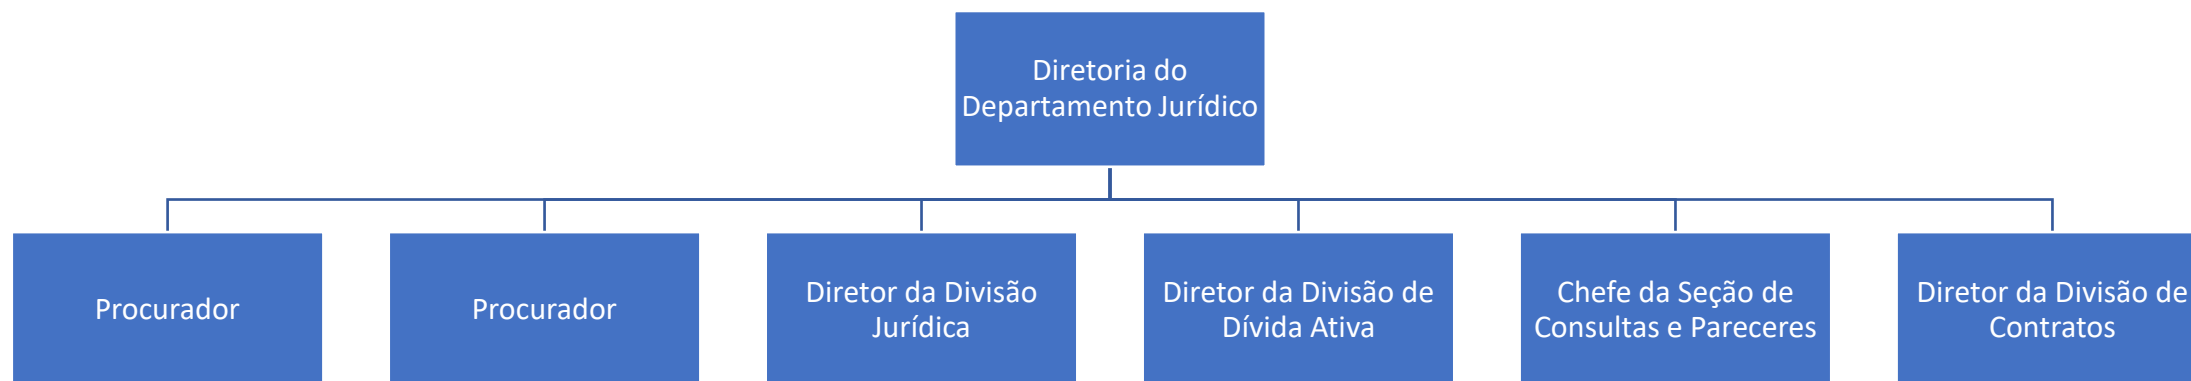 Diretoria do
Departamento Jurídico
Procurador
Procurador
Diretor da Divisão
Jurídica
Diretor da Divisão de
Dívida Ativa
Chefe da Seção de
Consultas e Pareceres
Diretor da Divisão de
Contratos